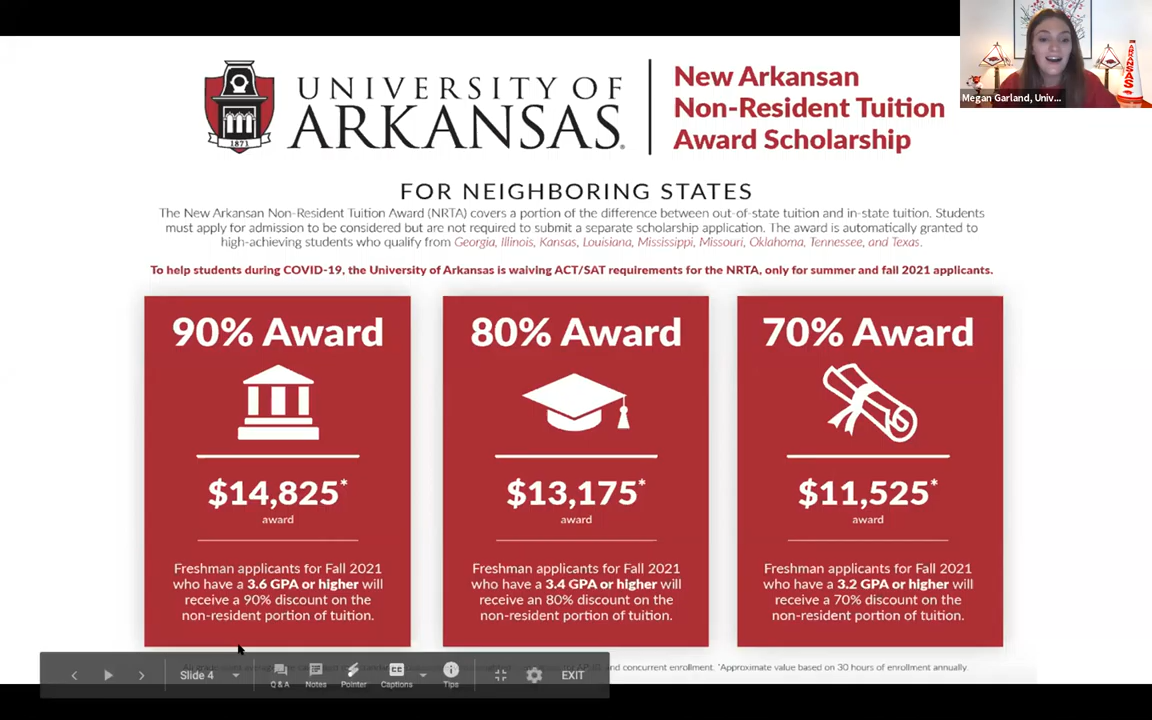 UNIVERSITY OF
ARKANSAS®
1871
New Arkansan
Non-Resident Tuition
Award Scholarship
Megan Garland, Univ...
ARKANSAS
FOR NEIGHBORING STATES
The New Arkansan Non-Resident Tuition Award (NRTA) covers a portion of the difference between out-of-state tuition and in-state tuition. Students
must apply for admission to be considered but are not required to submit a separate scholarship application. The award is automatically granted to
high-achieving students who qualify from Georgia, Illinois, Kansas, Louisiana, Mississippi, Missouri, Oklahoma, Tennessee, and Texas.
To help students during COVID-19, the University of Arkansas is waiving ACT/SAT requirements for the NRTA, only for summer and fall 2021 applicants.
90% Award
$14,825*
award
Freshman applicants for Fall 2021
who have a 3.6 GPA or higher will
receive a 90% discount on the
non-resident portion of tuition.
80% Award
$13,175*
award
Freshman applicants for Fall 2021
who have a 3.4 GPA or higher will
receive an 80% discount on the
non-resident portion of tuition.
70% Award
$11,525*
award
Freshman applicants for Fall 2021
who have a 3.2 GPA or higher will
receive a 70% discount on the
non-resident portion of tuition.
and concurrent enrollment. *Approximate value based on 30 hours of enrollment annually.
Slide 4
Q & A
Notes
Pointer
CC
Captions
Tips
EXIT